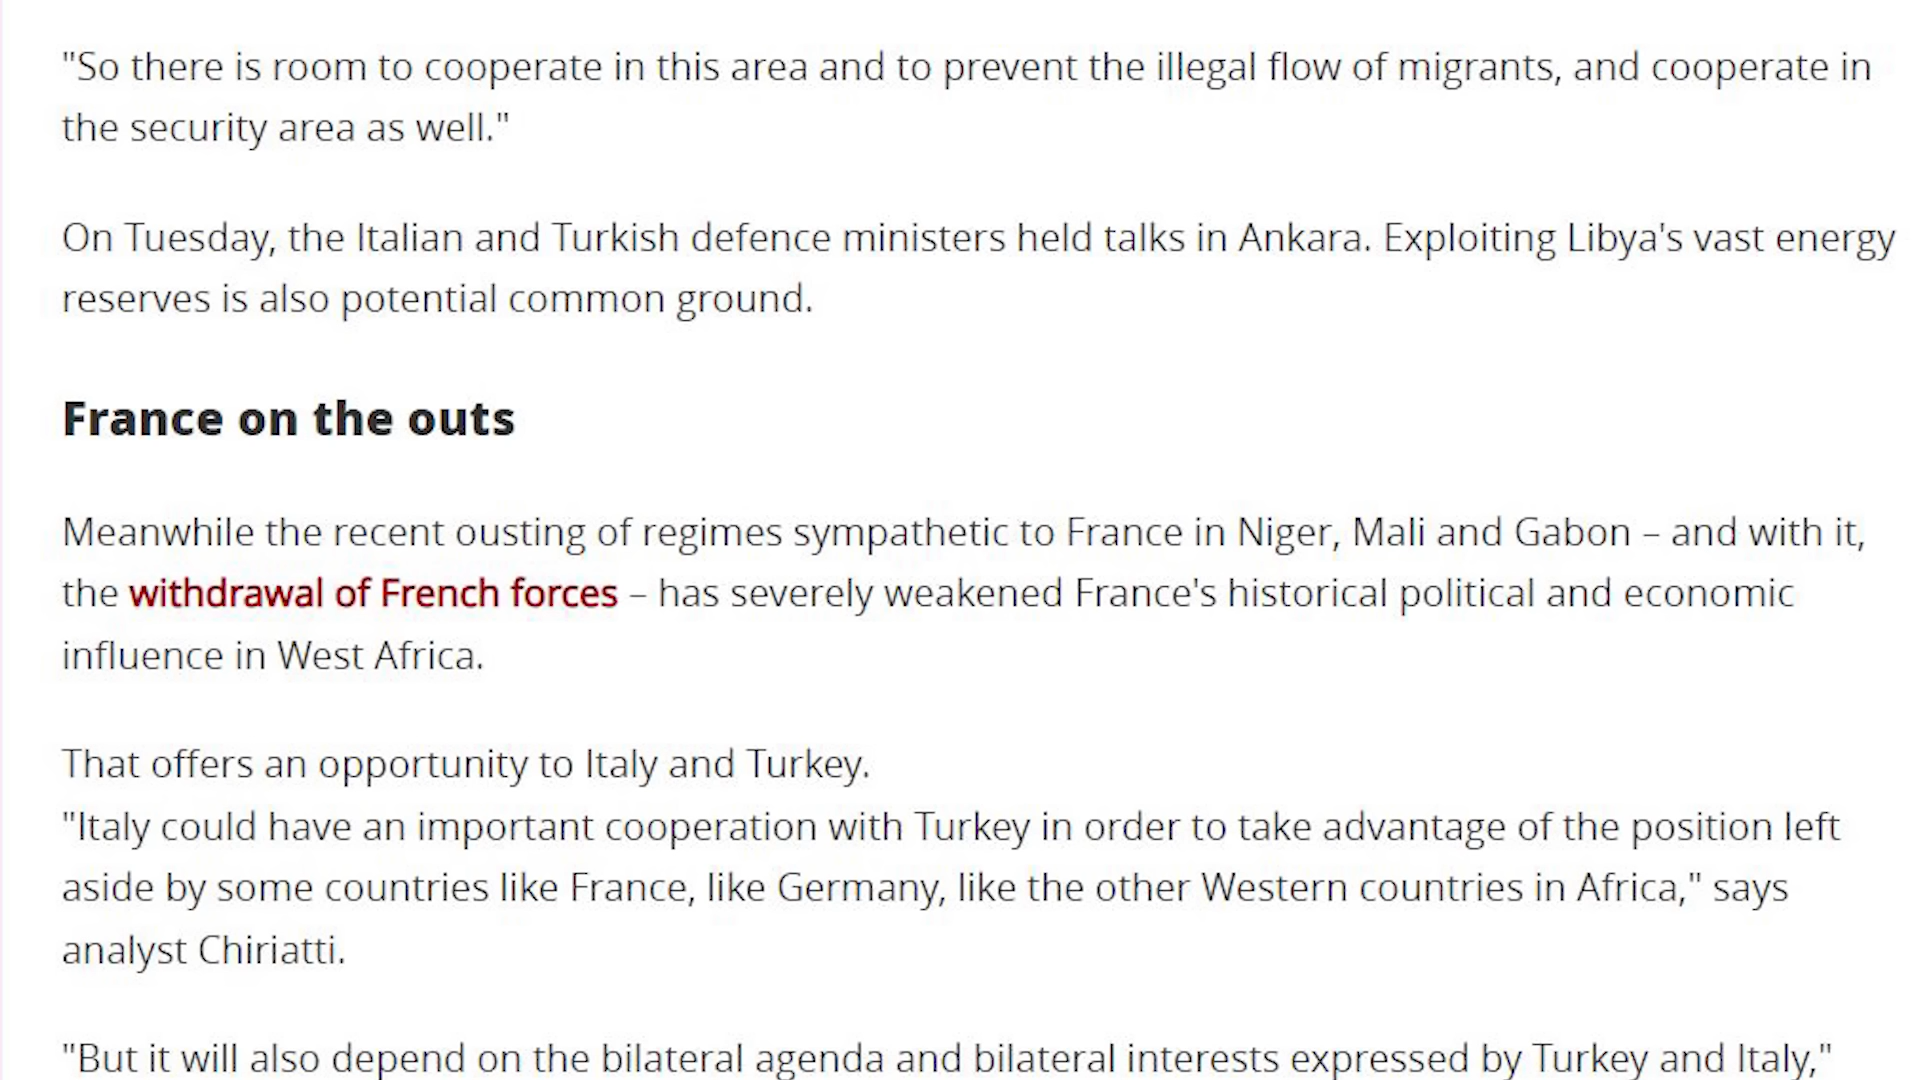 "So there is room to cooperate in this area and to prevent the illegal flow of migrants, and cooperate in
the security area as well."
On Tuesday, the Italian and Turkish defence ministers held talks in Ankara. Exploiting Libya's vast energy
reserves is also potential common ground.
France on the outs
Meanwhile the recent ousting of regimes sympathetic to France in Niger, Mali and Gabon – and with it,
the withdrawal of French forces – has severely weakened France's historical political and economic
influence in West Africa.
That offers an opportunity to Italy and Turkey.
"Italy could have an important cooperation with Turkey in order to take advantage of the position left
aside by some countries like France, like Germany, like the other Western countries in Africa," says
analyst Chiriatti.
"But it will also depend on the bilateral agenda and bilateral interests expressed by Turkey and Italy,"